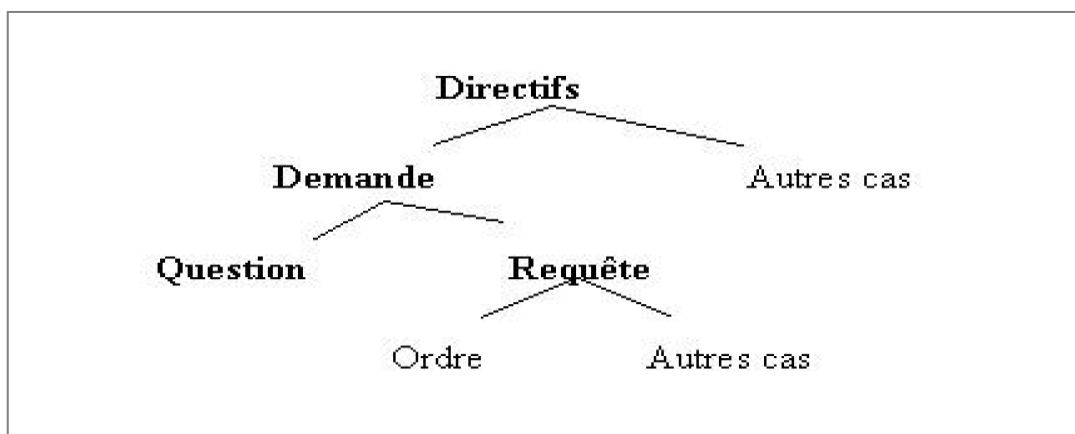 Directifs
Demande Autres cas
Question Requête
Ordre Autres cas